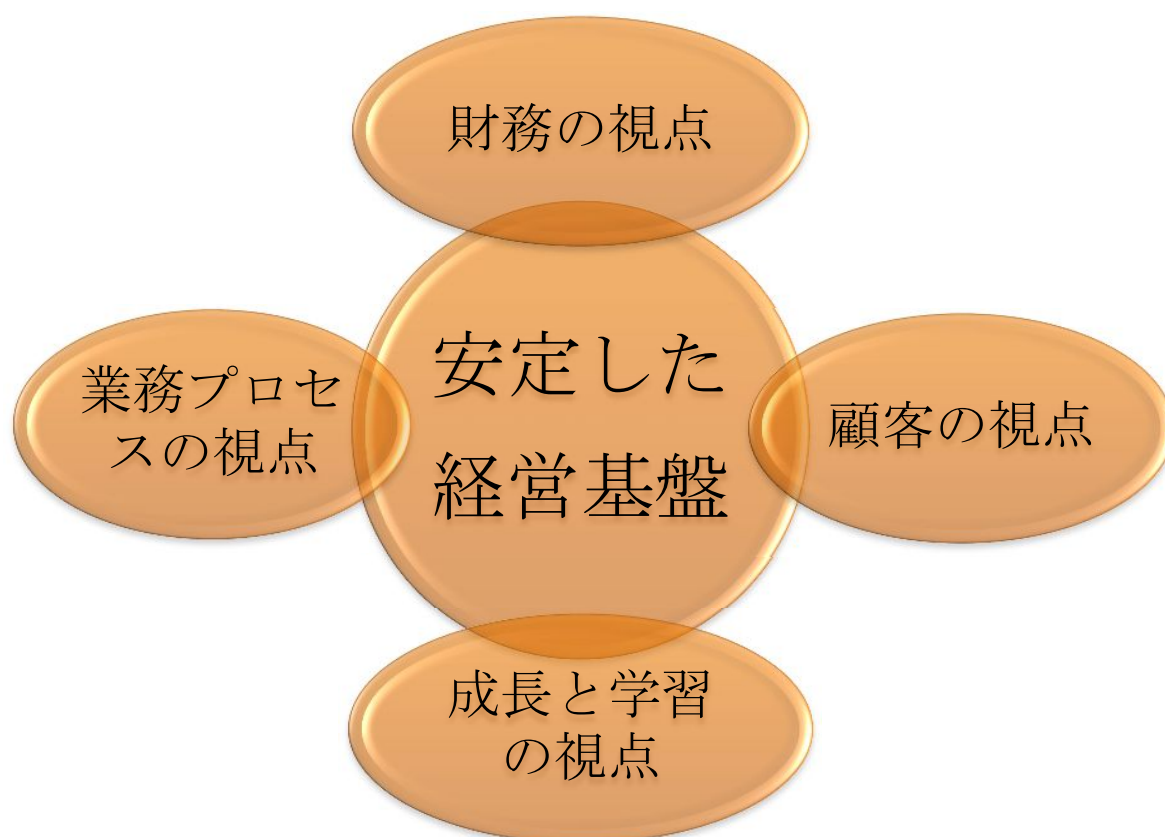 財務の視点
業務プロセ
スの視点
安定した
経営基盤
顧客の視点
成長と学習
の視点